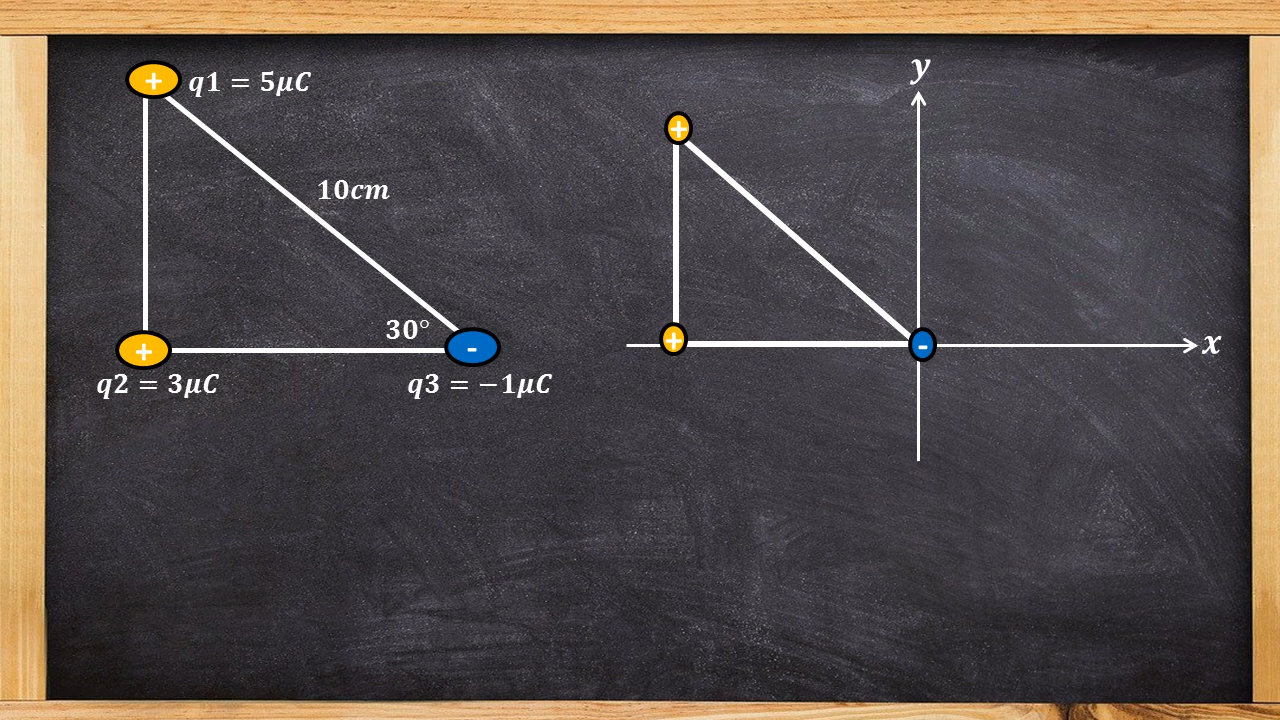 + q1 = 5μC
10cm
30°
+ -
q2 = 3μC q3 = −1μC
y
+
+ - x